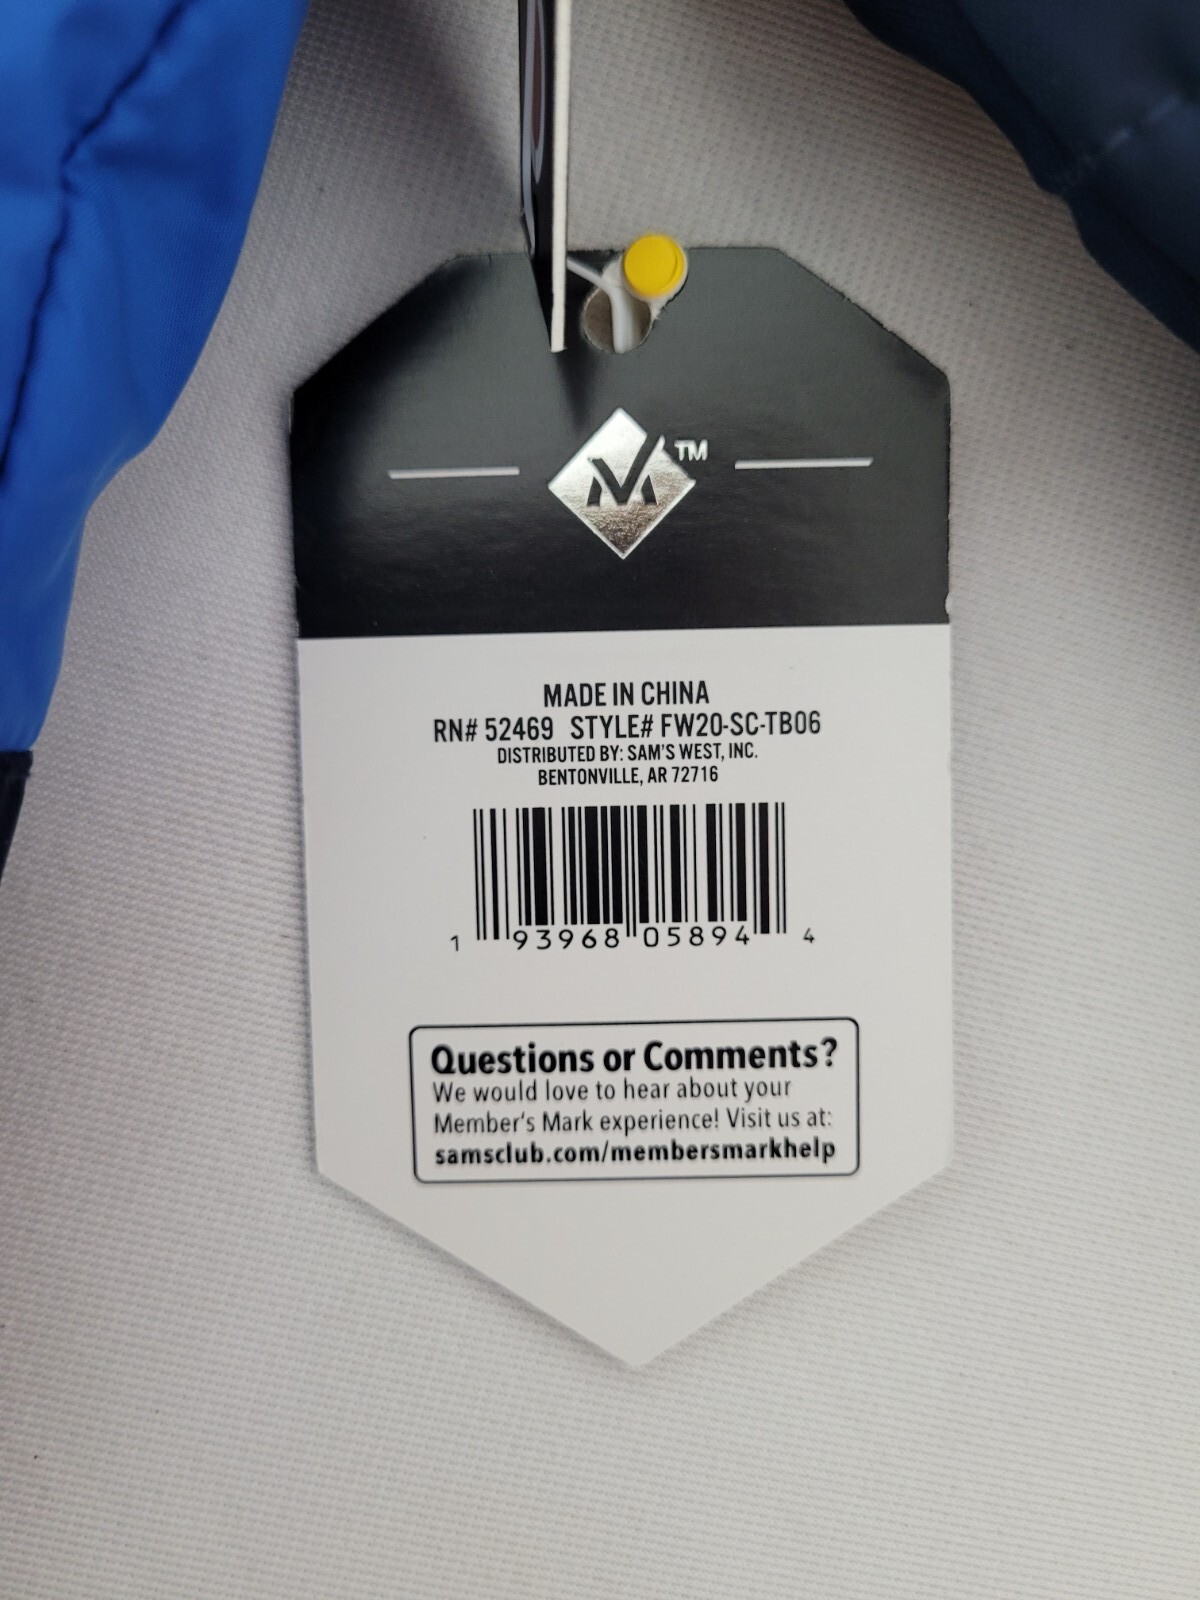 M™
MADE IN CHINA
RN# 52469 STYLE# FW20-SC-TB06
DISTRIBUTED BY: SAM'S WEST, INC.
BENTONVILLE, AR 72716
1 93968 05894 4
Questions or Comments?
We would love to hear about your
Member's Mark experience! Visit us at:
samsclub.com/membersmarkhelp